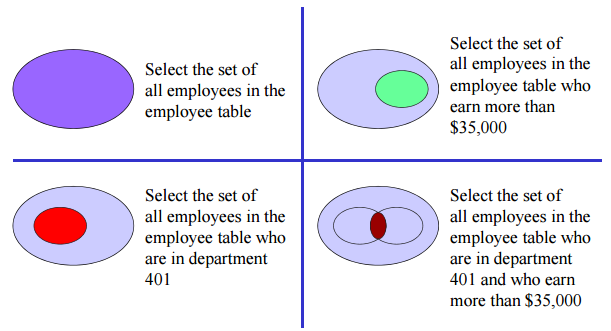 Select the set of
all employees in the
employee table
Select the set of
all employees in the
employee table who
earn more than
$35,000
Select the set of
all employees in the
employee table who
are in department
401
Select the set of
all employees in the
employee table who
are in department
401 and who earn
more than $35,000